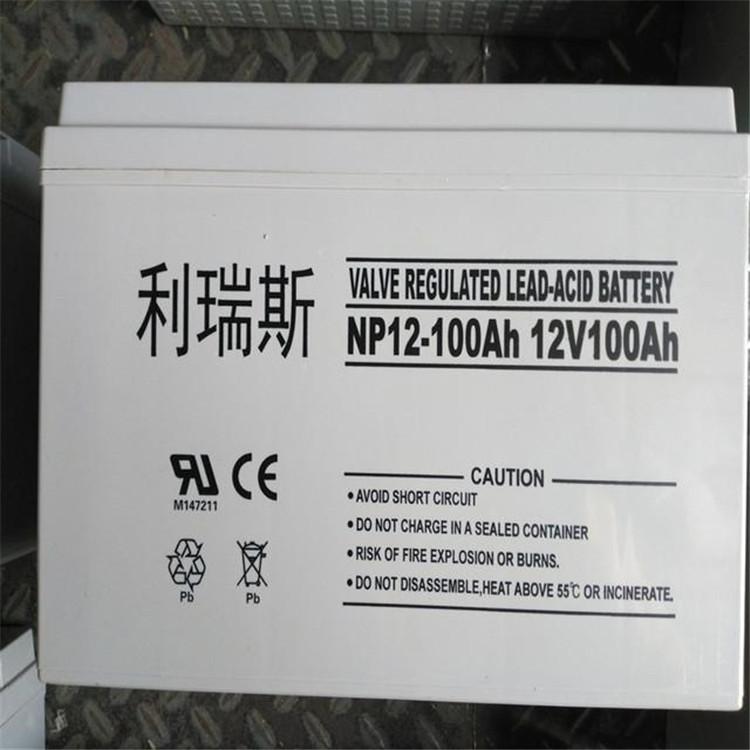 利瑞斯
VALVE REGULATED LEAD-ACID BATTERY
NP12-100Ah 12V100Ah
CE
M147211
Pb
Pb
CAUTION
•AVOID SHORT CIRCUIT
•DO NOT CHARGE IN A SEALED CONTAINER
•RISK OF FIRE EXPLOSION OR BURNS.
•DO NOT DISASSEMBLE,HEAT ABOVE 55℃ OR INCINERATE.